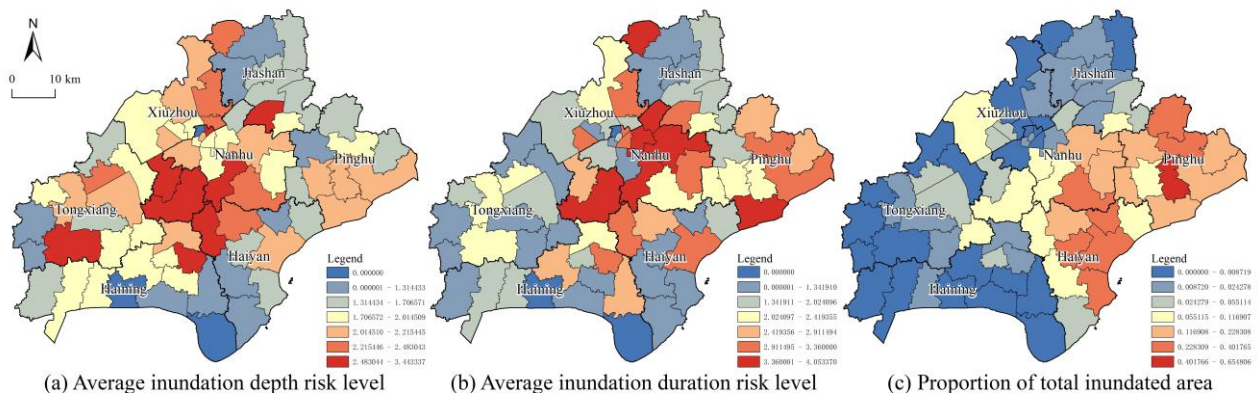 N
0 10 km
Jiashan
Xiuzhou
Nanhu
Pinghu
Tongxiang
Haiyan
Haining
Legend
0.000000
0.000001 - 1.314433
1.314434 - 1.706571
1.706572 - 2.014509
2.014510 - 2.215445
2.215446 - 2.483043
2.483044 - 3.443337
(a) Average inundation depth risk level
Jiashan
Xiuzhou
Nanhu
Pinghu
Tongxiang
Haiyan
Haining
Legend
0.000000
0.000001 - 1.341910
1.341911 - 2.024096
2.024097 - 2.419355
2.419356 - 2.911494
2.911495 - 3.360000
3.360001 - 4.053370
(b) Average inundation duration risk level
Jiashan
Xiuzhou
Nanhu
Pinghu
Tongxiang
Haiyan
Haining
Legend
0.000000 - 0.008719
0.008720 - 0.024278
0.024279 - 0.055114
0.055115 - 0.116907
0.116908 - 0.228308
0.228309 - 0.401765
0.401766 - 0.654806
(c) Proportion of total inundated area